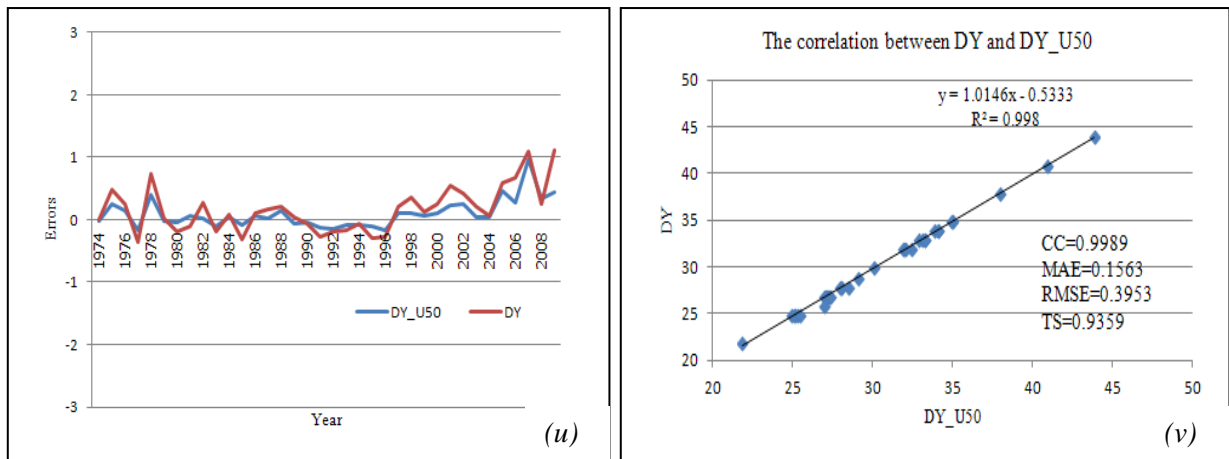 3
2
1
0
-1
-2
-3
Errors
1974
1976
1978
1980
1982
1984
1986
1988
1990
1992
1994
1996
1998
2000
2002
2004
2006
2008
DY_U50 DY
Year
(u)
The correlation between DY and DY_U50
y = 1.0146x - 0.5333
R² = 0.998
50
45
40
35
30
25
20
DY
CC=0.9989
MAE=0.1563
RMSE=0.3953
TS=0.9359
20 25 30 35 40 45 50
DY_U50
(v)